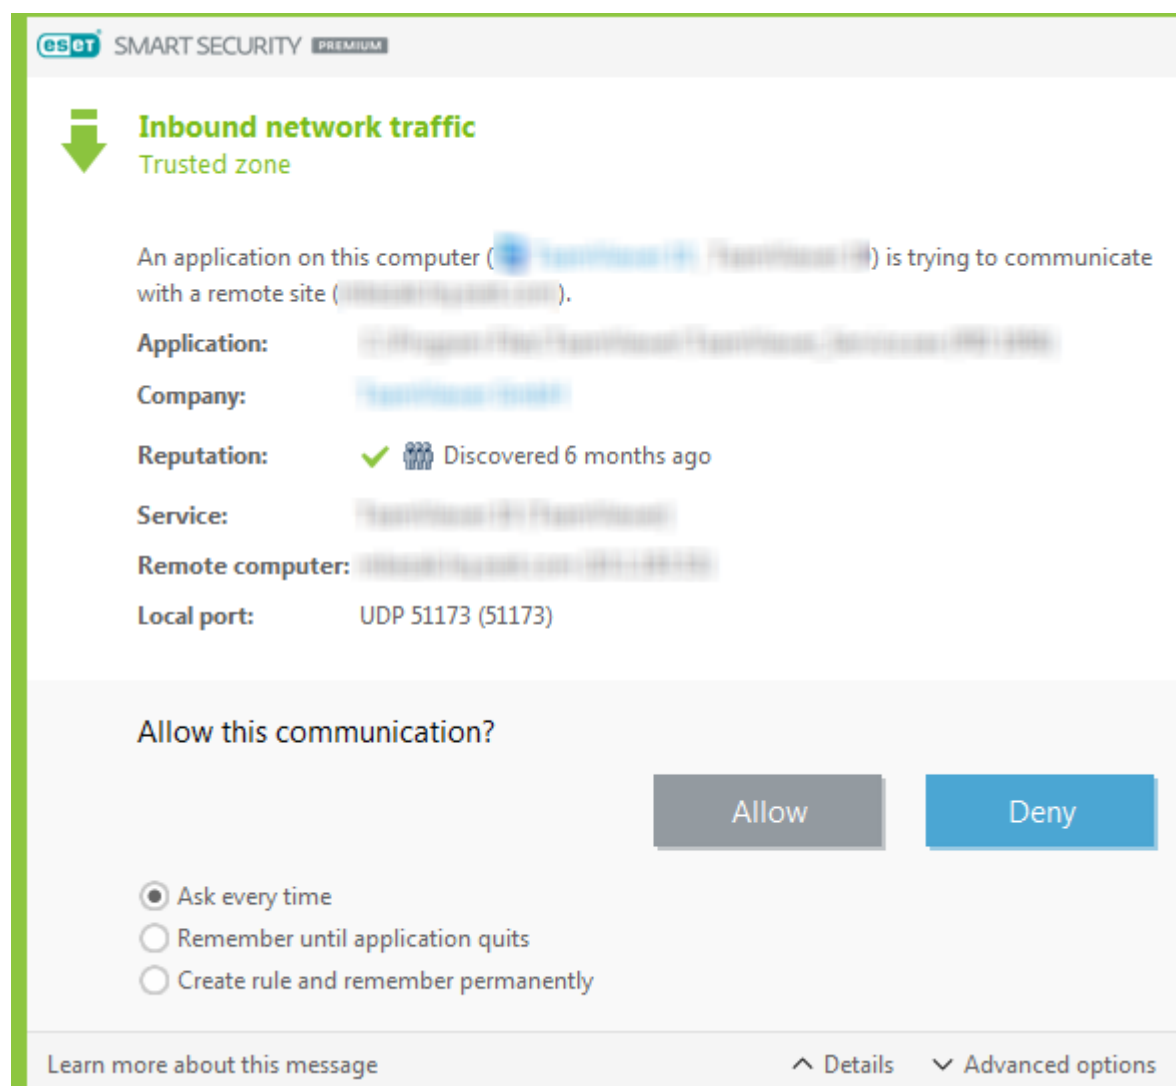 eset SMART SECURITY PREMIUM
Inbound network traffic
Trusted zone
An application on this computer ( ) is trying to communicate
with a remote site ( ).
Application:
Company:
Reputation: Discovered 6 months ago
Service:
Remote computer:
Local port: UDP 51173 (51173)
Allow this communication?
Allow Deny
Ask every time
Remember until application quits
Create rule and remember permanently
Learn more about this message Details Advanced options